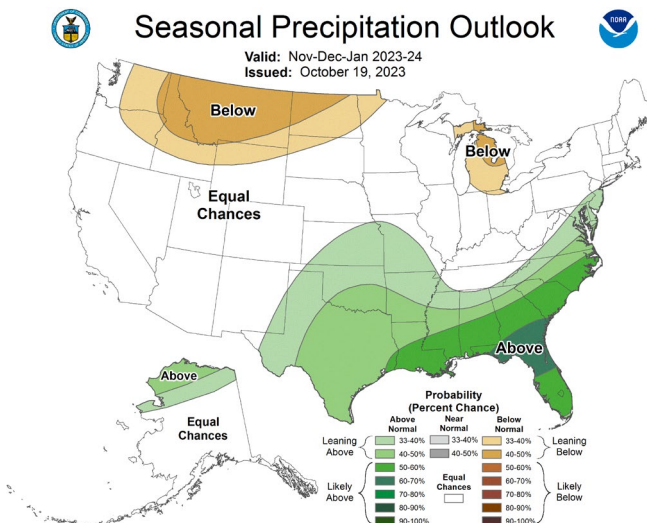 Seasonal Precipitation Outlook
NOAA
Valid: Nov-Dec-Jan 2023-24
Issued: October 19, 2023
Below
Below
Equal
Chances
Above
Above
Equal
Chances
Probability
(Percent Chance)
Above
Normal
Near
Normal
Below
Normal
Leaning
Above
33-40%
40-50%
33-40%
40-50%
33-40%
40-50%
Leaning
Below
Likely
Above
50-60%
60-70%
70-80%
80-90%
90-100%
Equal
Chances
50-60%
60-70%
70-80%
80-90%
90-100%
Likely
Below